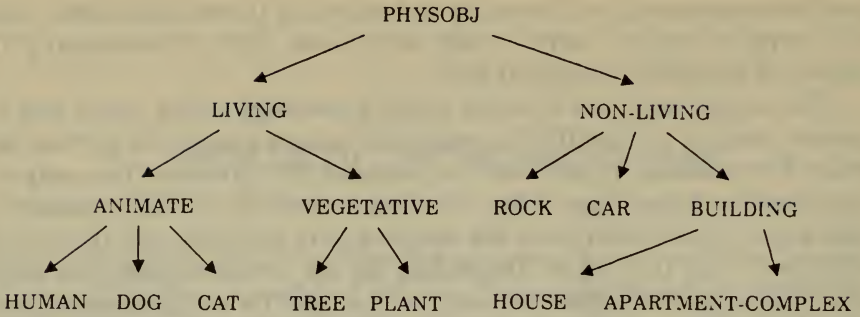 PHYSOBJ
LIVING NON-LIVING
ANIMATE VEGETATIVE ROCK CAR BUILDING
HUMAN DOG CAT TREE PLANT HOUSE APARTMENT-COMPLEX